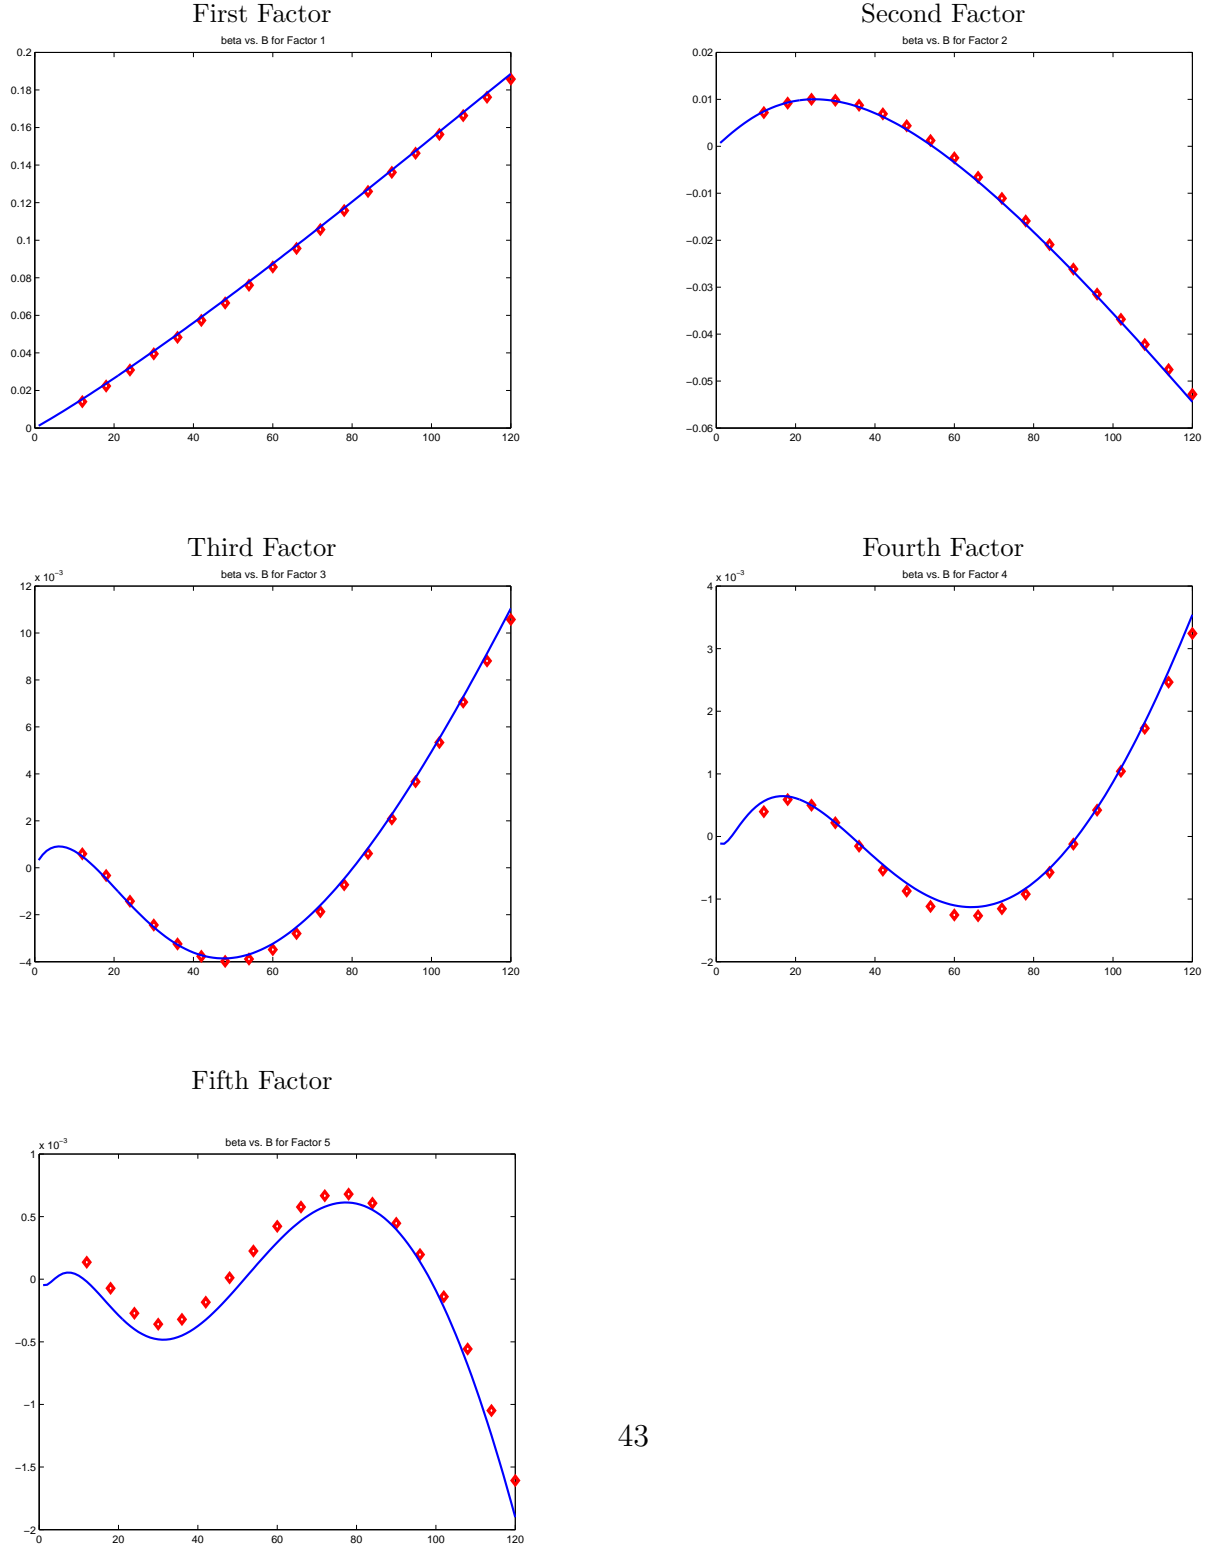 First Factor
beta vs. B for Factor 1
0.2
0.18
0.16
0.14
0.12
0.1
0.08
0.06
0.04
0.02
0
0 20 40 60 80 100 120
Second Factor
beta vs. B for Factor 2
0.02
0.01
0
−0.01
−0.02
−0.03
−0.04
−0.05
−0.06
0 20 40 60 80 100 120
Third Factor
beta vs. B for Factor 3
x 10⁻³
12
10
8
6
4
2
0
−2
−4
0 20 40 60 80 100 120
Fourth Factor
beta vs. B for Factor 4
x 10⁻³
4
3
2
1
0
−1
−2
0 20 40 60 80 100 120
Fifth Factor
beta vs. B for Factor 5
x 10⁻³
1
0.5
0
−0.5
−1
−1.5
−2
0 20 40 60 80 100 120
43